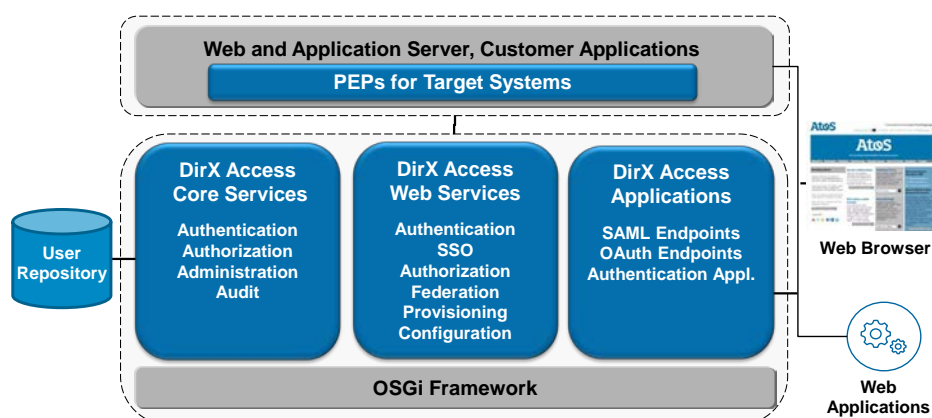 Web and Application Server, Customer Applications
PEPs for Target Systems
DirX Access
Core Services
Authentication
Authorization
Administration
Audit
DirX Access
Web Services
Authentication
SSO
Authorization
Federation
Provisioning
Configuration
DirX Access
Applications
SAML Endpoints
OAuth Endpoints
Authentication Appl.
User
Repository
OSGi Framework
Atos
Atos
Web Browser
Web
Applications